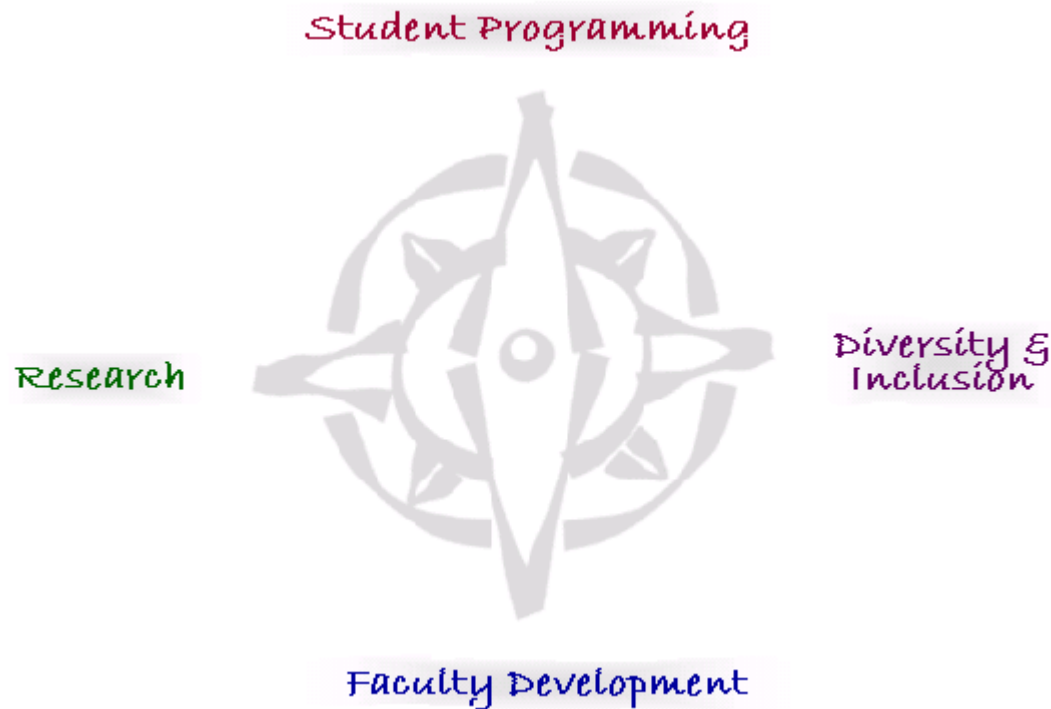 Student Programming
Research
Diversity &
Inclusion
Faculty Development